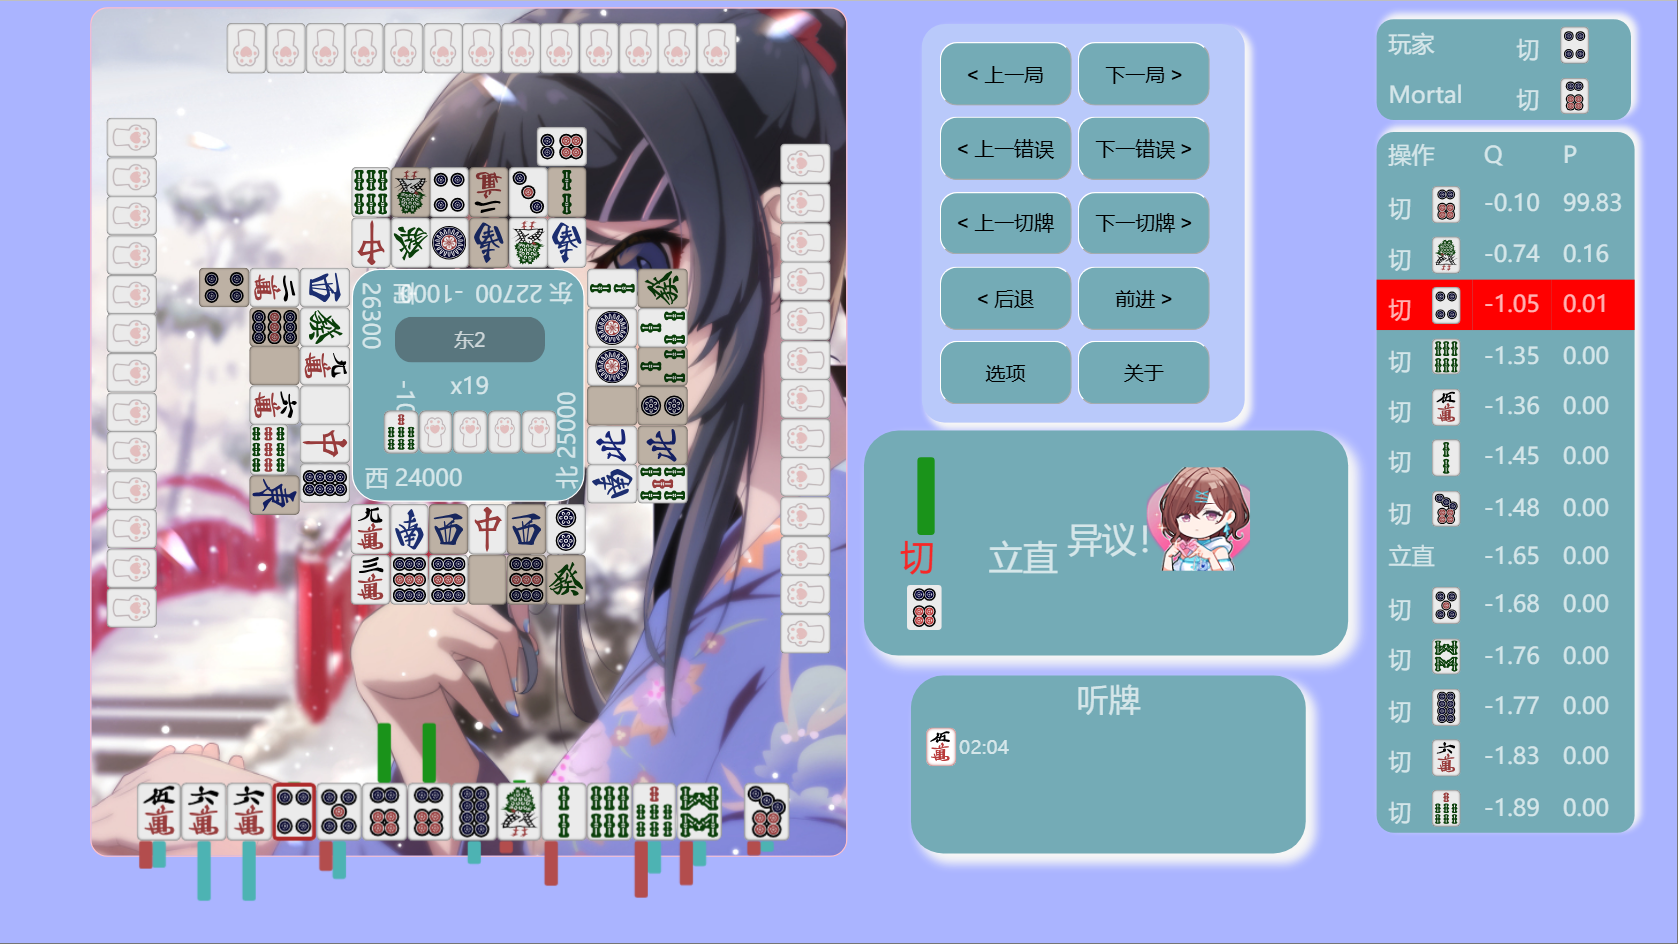 < 上一局
下一局 >
< 上一错误
下一错误 >
< 上一切牌
下一切牌 >
< 后退
前进 >
选项
关于
玩家 切
Mortal 切
操作 Q P
切 -0.10 99.83
切 -0.74 0.16
切 -1.05 0.01
切 -1.35 0.00
切 -1.36 0.00
切 -1.45 0.00
切 -1.48 0.00
立直 -1.65 0.00
切 -1.68 0.00
切 -1.76 0.00
切 -1.77 0.00
切 -1.83 0.00
切 -1.89 0.00
东 22700 -1000
26300
东2
x19
北 25000
西 24000
切
立直
异议!
听牌
02:04